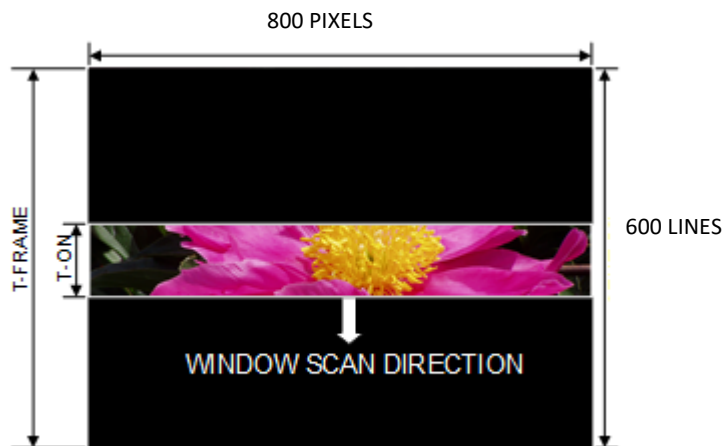 800 PIXELS
T-FRAME
T-ON
600 LINES
WINDOW SCAN DIRECTION